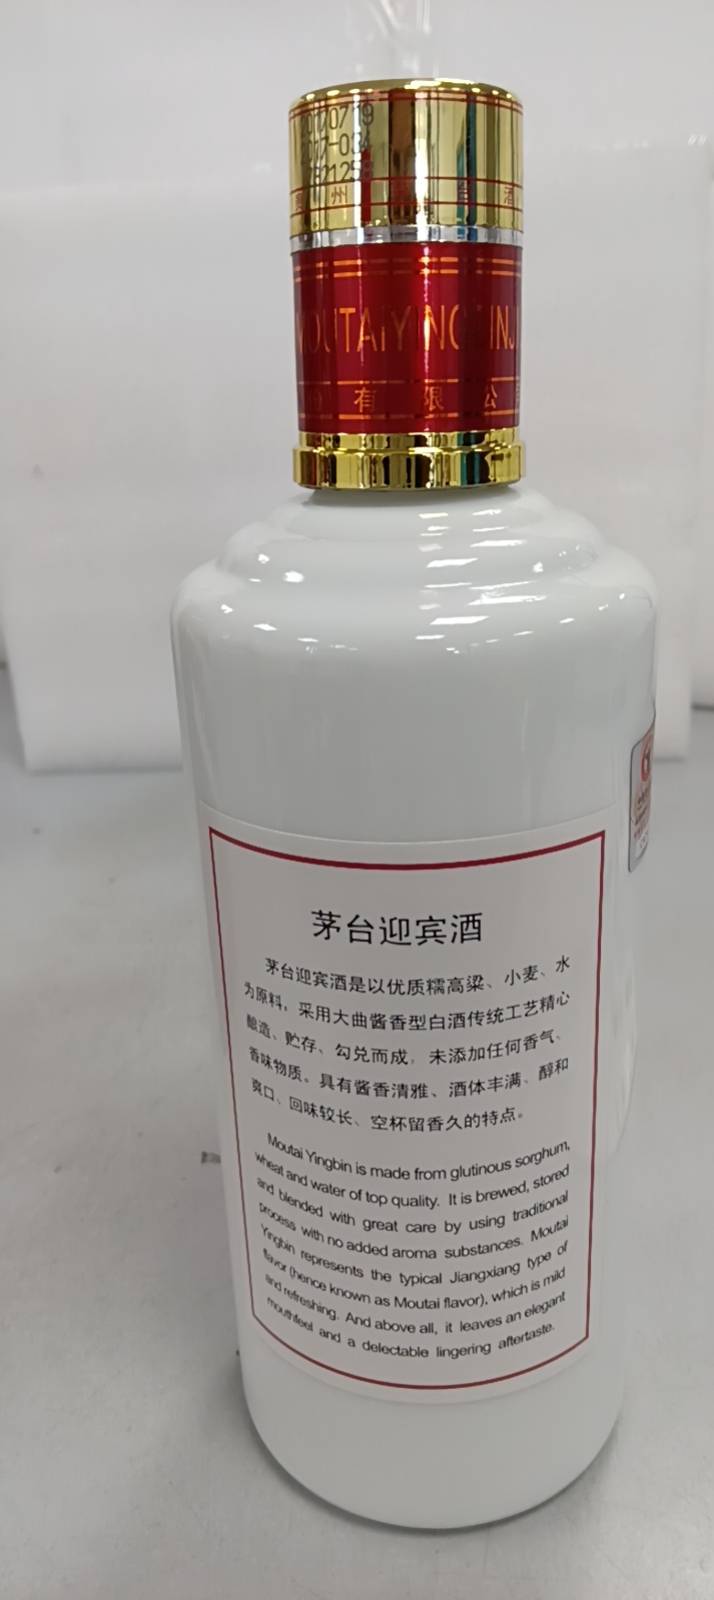 州 酒
MOUTAIYING INJ
有 限 公
茅台迎宾酒
茅台迎宾酒是以优质糯高粱、小麦、水
为原料，采用大曲酱香型白酒传统工艺精心
酿造、贮存、勾兑而成，未添加任何香气、
香味物质。具有酱香清雅、酒体丰满、醇和
爽口、回味较长、空杯留香久的特点。
Moutai Yingbin is made from glutinous sorghum,
wheat and water of top quality. It is brewed, stored
and blended with great care by using traditional
process with no added aroma substances. Moutai
Yingbin represents the typical Jiangxiang type of
flavor (hence known as Moutai flavor), which is mild
and refreshing. And above all, it leaves an elegant
mouthfeel and a delectable lingering aftertaste.